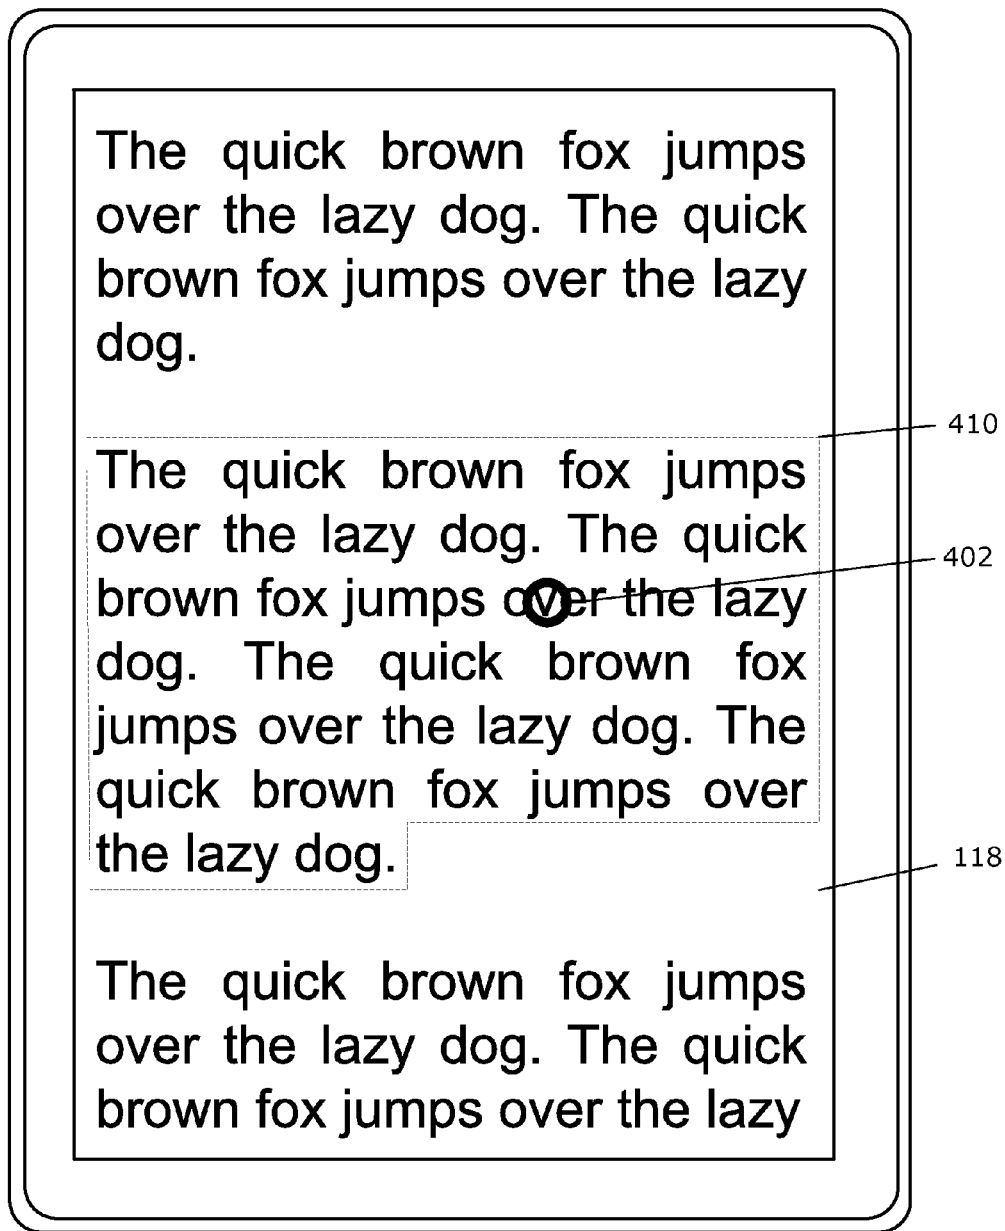 The quick brown fox jumps
over the lazy dog. The quick
brown fox jumps over the lazy
dog.
410
The quick brown fox jumps
over the lazy dog. The quick
402
brown fox jumps over the lazy
dog. The quick brown fox
jumps over the lazy dog. The
quick brown fox jumps over
the lazy dog.
118
The quick brown fox jumps
over the lazy dog. The quick
brown fox jumps over the lazy